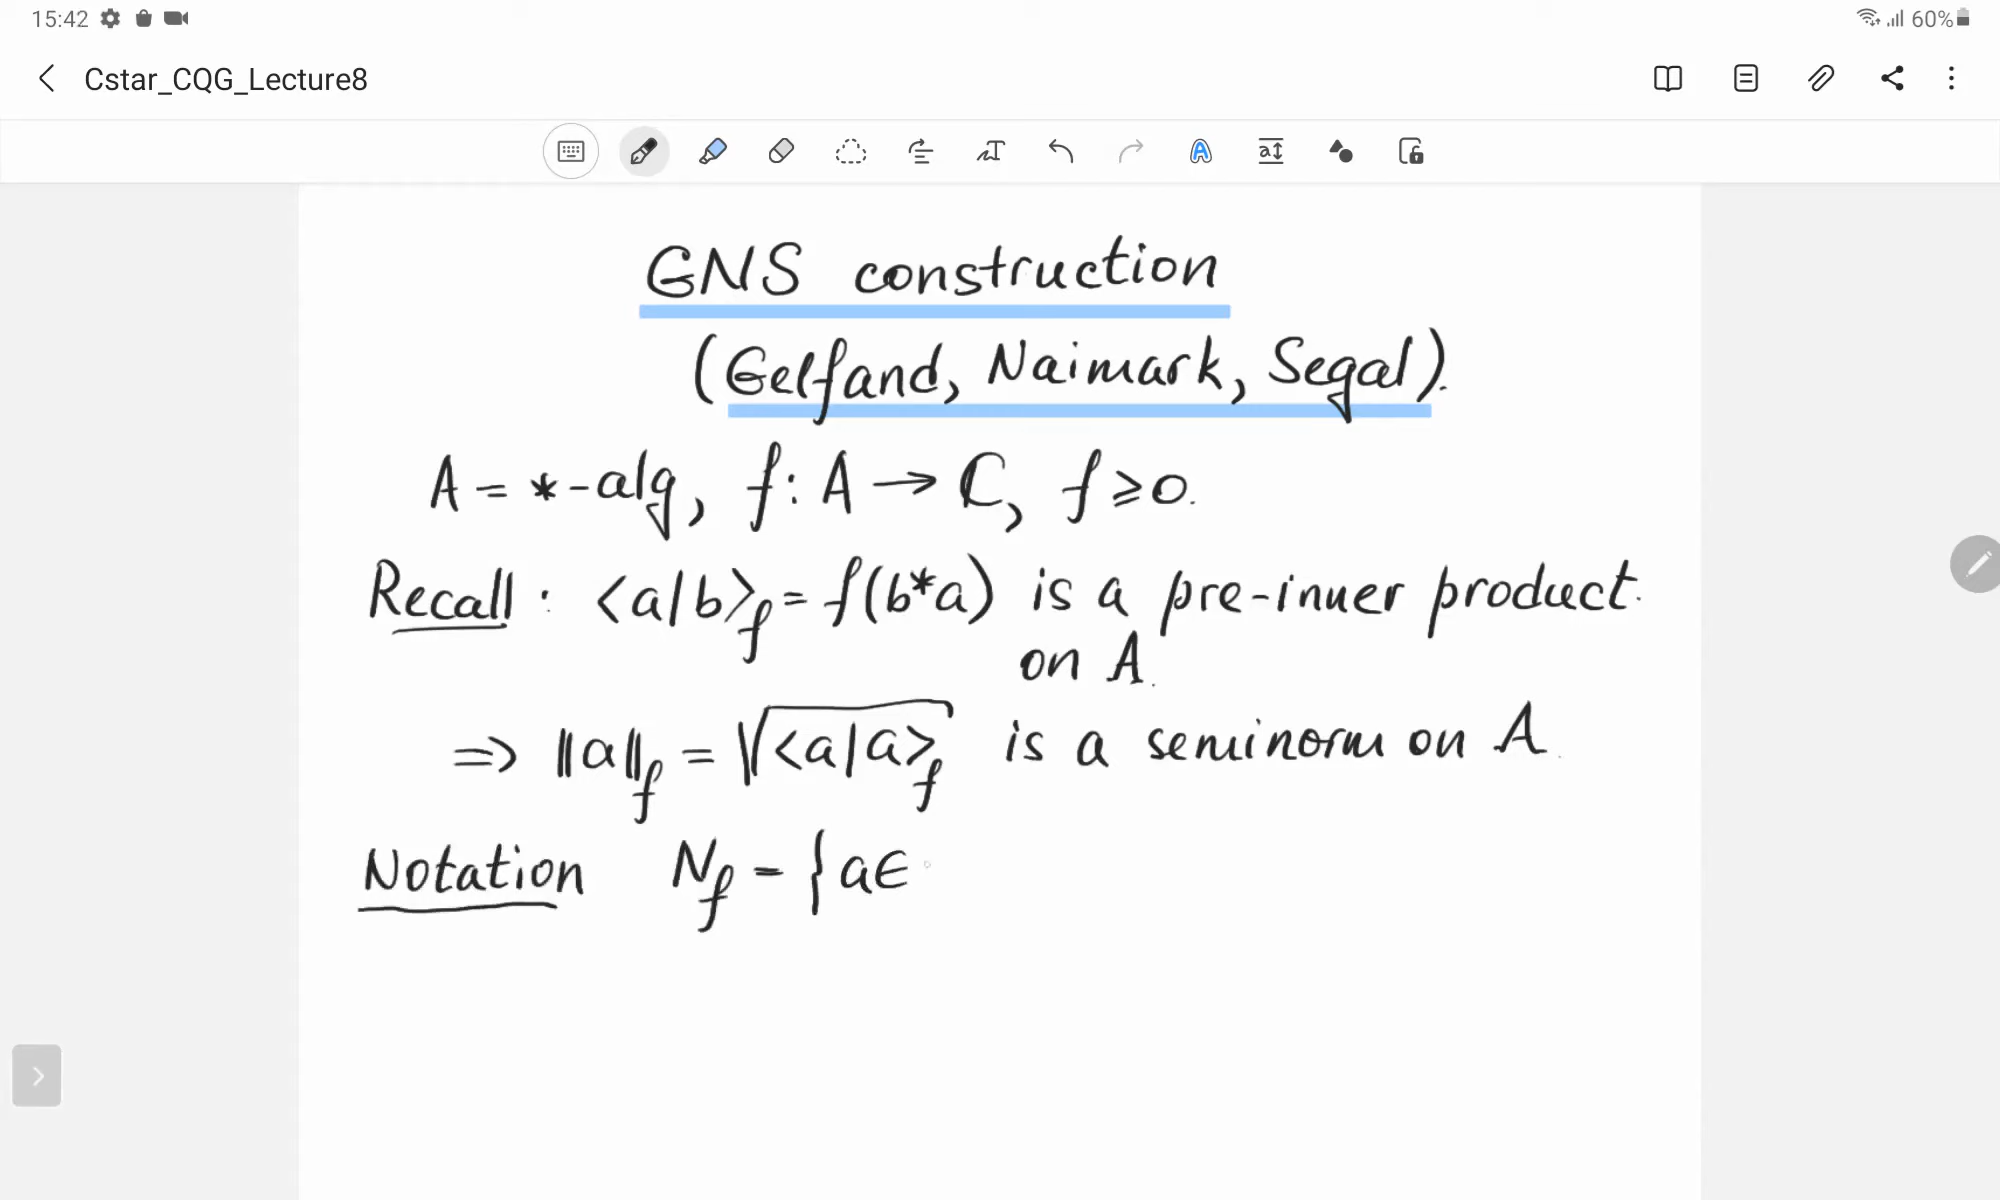 15:42 60%
Cstar_CQG_Lecture8
GNS construction
(Gelfand, Naimark, Segal).
A = *-alg, f: A → C, f ⩾ 0.
Recall: <a|b>_f = f(b*a) is a pre-inner product.
on A.
⇒ ‖a‖_f = √<a|a>_f is a seminorm on A.
Notation N_f = { a ∈